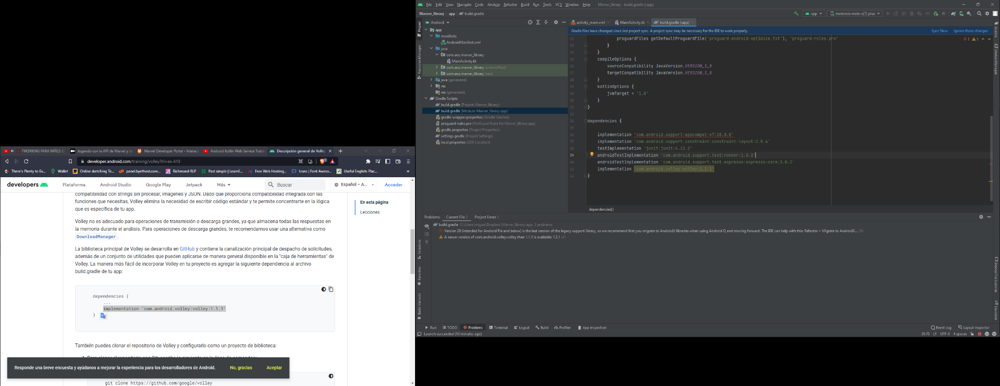 TW3RKING PARA NIÑES D
Jugando con la API de Marvel y Ja
Marvel Developer Portal - Interact
Android Kotlin Web Service Tutor
Descripción general de Volley
developer.android.com/training/volley?hl=es-419
There's Plenty to Ex...
Wallet
Online sketching Te...
panel.byethost.com...
Richmond RLP
Past simple | LearnE...
Free Web Hosting...
Icons | Font Aweso...
Useful English: Plac...
»
developers
Plataforma
Android Studio
Google Play
Jetpack
Más
Buscar
Español – A...
Acceder
compatibilidad con strings sin procesar, imágenes y JSON. Dado que proporciona compatibilidad integrada con las
funciones que necesitas, Volley elimina la necesidad de escribir código estándar y te permite concentrarte en la lógica
que es específica de tu app.
Volley no es adecuado para operaciones de transmisión o descarga grandes, ya que almacena todas las respuestas en
la memoria durante el análisis. Para operaciones de descarga grandes, te recomendamos usar una alternativa como
DownloadManager .
La biblioteca principal de Volley se desarrolla en GitHub y contiene la canalización principal de despacho de solicitudes,
además de un conjunto de utilidades que pueden aplicarse de manera general disponible en la "caja de herramientas" de
Volley. La manera más fácil de incorporar Volley en tu proyecto es agregar la siguiente dependencia al archivo
build.gradle de tu app:
dependencies {
...
implementation 'com.android.volley:volley:1.1.1'
}
También puedes clonar el repositorio de Volley y configurarlo como un proyecto de biblioteca:
Responde una breve encuesta y ayúdanos a mejorar la experiencia para los desarrolladores de Android.
No, gracias
Aceptar
git clone https://github.com/google/volley
En esta página
Lecciones
File Edit View Navigate Code Analyze Refactor Build Run Tools VCS Window Help
Marver_library - build.gradle (:app)
Marver_library
app
build.gradle
app
motorola moto e(7) plus
Android
Project
Resource Manager
Structure
Favorites
Build Variants
app
manifests
AndroidManifest.xml
java
com.aoz.marver_library
MainActivity.kt
com.aoz.marver_library (androidTest)
com.aoz.marver_library (test)
java (generated)
res
res (generated)
Gradle Scripts
build.gradle (Project: Marver_library)
build.gradle (Module: Marver_library.app)
gradle-wrapper.properties (Gradle Version)
proguard-rules.pro (ProGuard Rules for Marver_library.app)
gradle.properties (Project Properties)
settings.gradle (Project Settings)
local.properties (SDK Location)
activity_main.xml
MainActivity.kt
build.gradle (:app)
Gradle files have changed since last project sync. A project sync may be necessary for the IDE to work properly.
Sync Now
Ignore these changes
1 1
22 proguardFiles getDefaultProguardFile('proguard-android-optimize.txt'), 'proguard-rules.pro'
23 }
24 }
25 compileOptions {
26 sourceCompatibility JavaVersion.VERSION_1_8
27 targetCompatibility JavaVersion.VERSION_1_8
28 }
29 kotlinOptions {
30 jvmTarget = '1.8'
31 }
32 }
33
34 dependencies {
35
36 implementation 'com.android.support:appcompat-v7:28.0.0'
37 implementation 'com.android.support.constraint:constraint-layout:2.0.4'
38 testImplementation 'junit:junit:4.13.2'
39 androidTestImplementation 'com.android.support.test:runner:1.0.2'
40 androidTestImplementation 'com.android.support.test.espresso:espresso-core:3.0.2'
41 implementation 'com.android.volley:volley:1.1.1'
42 }
dependencies{}
Gradle
Device Manager
Device File Explorer
Emulator
Problems:
Current File 2
Project Errors 1
build.gradle C:\Users\migue\Dropbox\Marver_library\app 2 problems
Version 28 (intended for Android Pie and below) is the last version of the legacy support library, so we recommend that you migrate to AndroidX libraries when using Android Q and moving forward. The IDE can help with this: Refactor > Migrate to AndroidX... :36
A newer version of com.android.volley:volley than 1.1.1 is available: 1.2.1 :41
Run
TODO
Problems
Terminal
Logcat
Build
Profiler
App Inspection
Event Log
Layout Inspector
Launch succeeded (10 minutes ago)
39:70 LF UTF-8 4 spaces